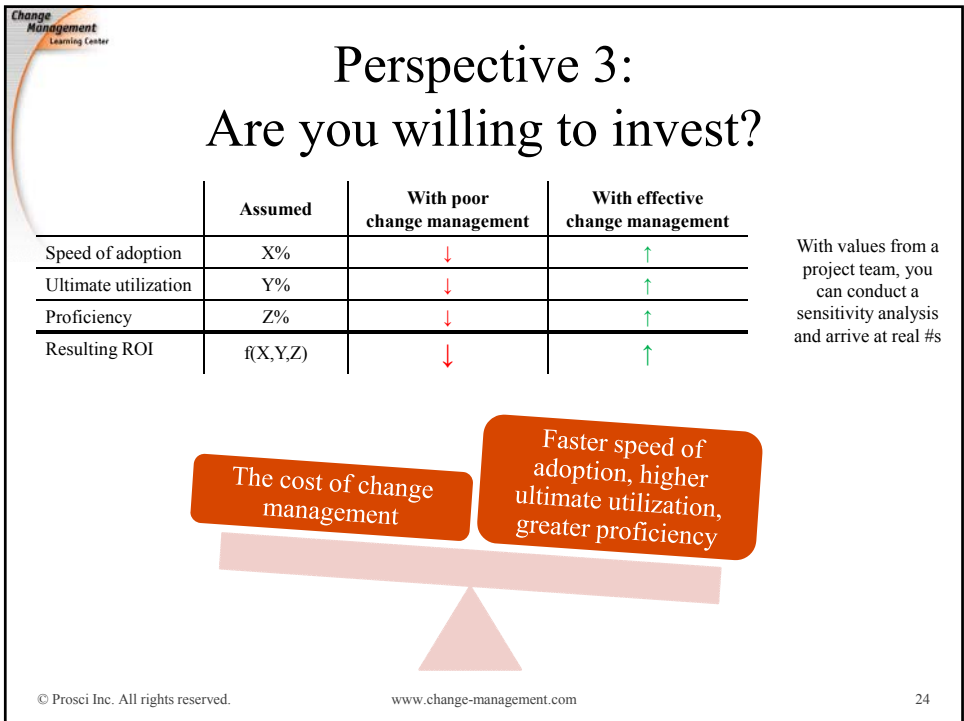 Change
Management
Learning Center
Perspective 3:
Are you willing to invest?
Assumed
With poor
change management
With effective
change management
Speed of adoption X% ↓ ↑
Ultimate utilization Y% ↓ ↑
Proficiency Z% ↓ ↑
Resulting ROI f(X,Y,Z) ↓ ↑
With values from a
project team, you
can conduct a
sensitivity analysis
and arrive at real #s
The cost of change
management
Faster speed of
adoption, higher
ultimate utilization,
greater proficiency
© Prosci Inc. All rights reserved. www.change-management.com 24